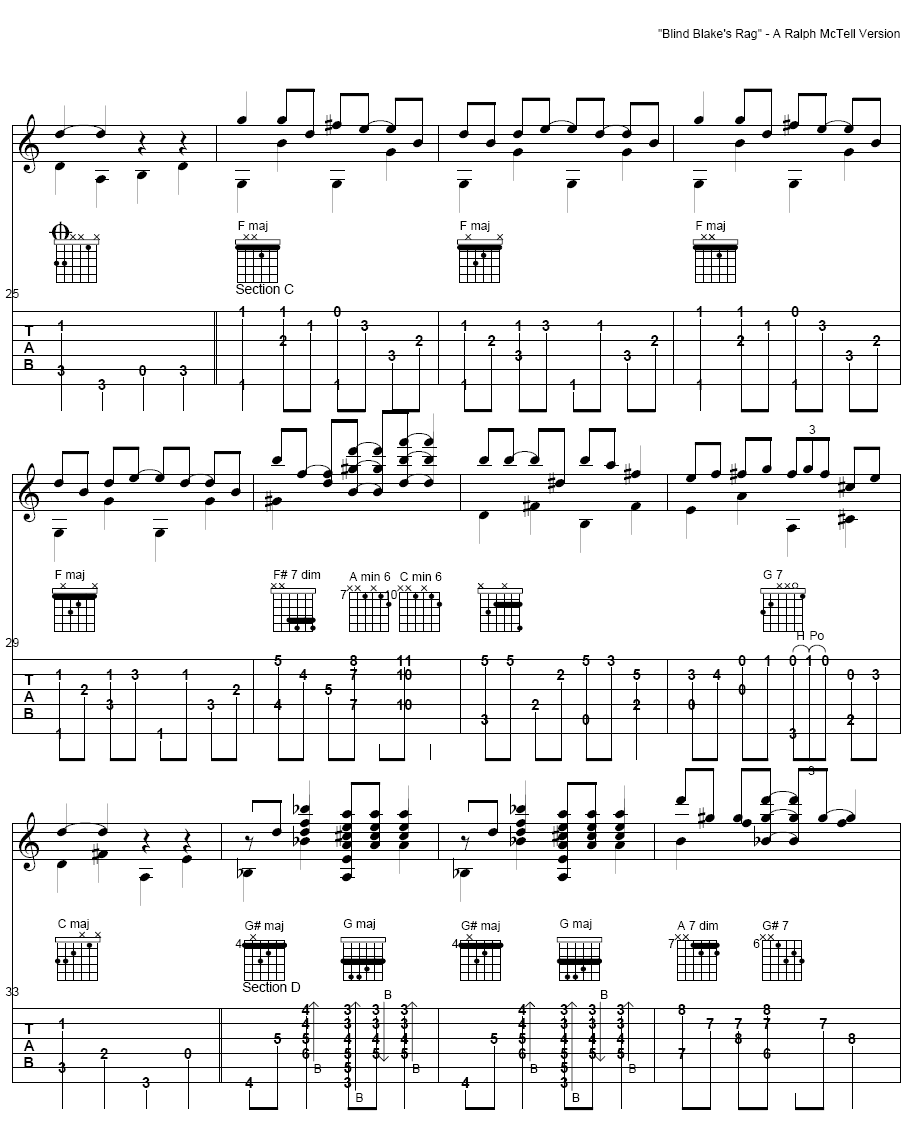 "Blind Blake's Rag" - A Ralph McTell Version
F maj F maj F maj
25
Section C
T
A
B
1 3 3 0 3
1 1 1 2 1 0 1 3 3 2
1 1 2 1 3 3 1 1 3 2
1 1 1 2 1 0 3 3 2
3
F maj F# 7 dim A min 6 C min 6 G 7
7 10
29
H Po
T
A
B
1 1 2 1 3 3 1 1 3 2
5 4 4 5 8 7 7 11 10 10
5 3 5 2 2 5 0 3 5 2
3 0 4 0 0 1 0 3 1 0 0 2 3
3
C maj G# maj G maj G# maj G maj A 7 dim G# 7
4 4 7 6
33
Section D
B B
T
A
B
1 3 2 3 0
4 5 4 4 5 6 3 3 4 5 5 3 3 3 4 5 3 3 4 5
4 5 4 4 5 6 3 3 4 5 5 3 3 3 4 5 3 3 4 5
8 7 7 7 8 8 7 6 7 8
B B B B
B B